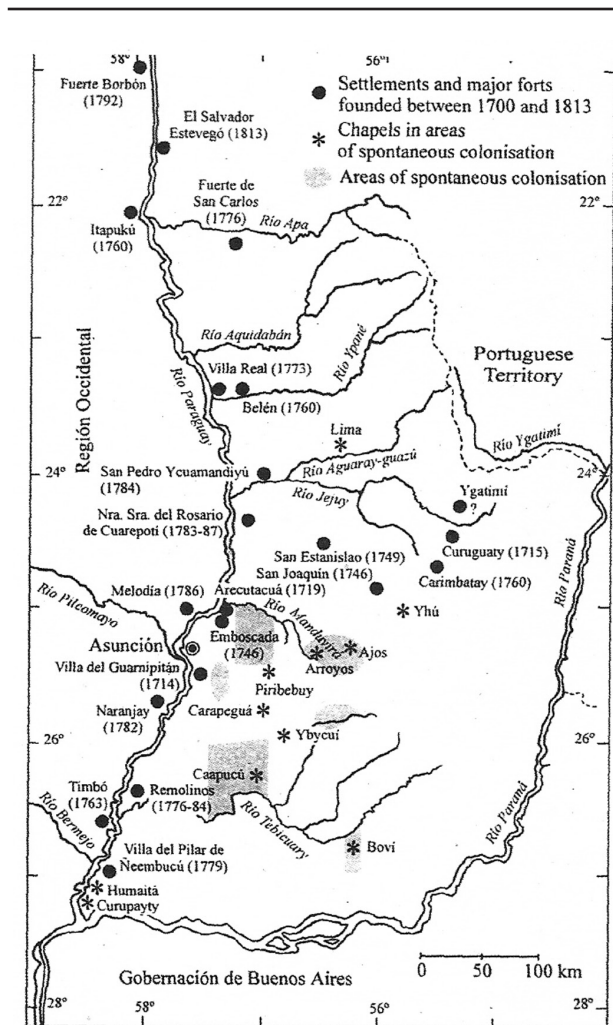 58°
56°
Fuerte Borbón
(1792)
Settlements and major forts
founded between 1700 and 1813
El Salvador
Estevegó (1813)
Chapels in areas
of spontaneous colonisation
Areas of spontaneous colonisation
Fuerte de
San Carlos
(1776)
22°
22°
Itapukú
(1760)
Río Apa
Río Aquidabán
Río Ypané
Portuguese
Territory
Región Occidental
Río Paraguay
Villa Real (1773)
Belén (1760)
Lima
Río Ygatimí
24°
24°
San Pedro Ycuamandiyú
(1784)
Río Aguaray-guazú
Río Jejuy
Ygatimí
?
Nra. Sra. del Rosario
de Cuarepotí (1783-87)
San Estanislao (1749)
Curuguaty (1715)
San Joaquín (1746)
Carimbatay (1760)
Río Paraná
Río Pilcomayo
Melodía (1786)
Arecutacuá (1719)
Yhú
Río Manduvirá
Asunción
Emboscada
(1746)
Ajos
Arroyos
Villa del Guarnipitán
(1714)
Piribebuy
Naranjay
(1782)
Carapeguá
Ybycuí
26°
26°
Caapucú
Timbó
(1763)
Remolinos
(1776-84)
Río Bermejo
Río Tebicuary
Río Paraná
Boví
Villa del Pilar de
Ñeembucú (1779)
Humaitá
Curupayty
0 50 100 km
Gobernación de Buenos Aires
28°
58°
56°
28°